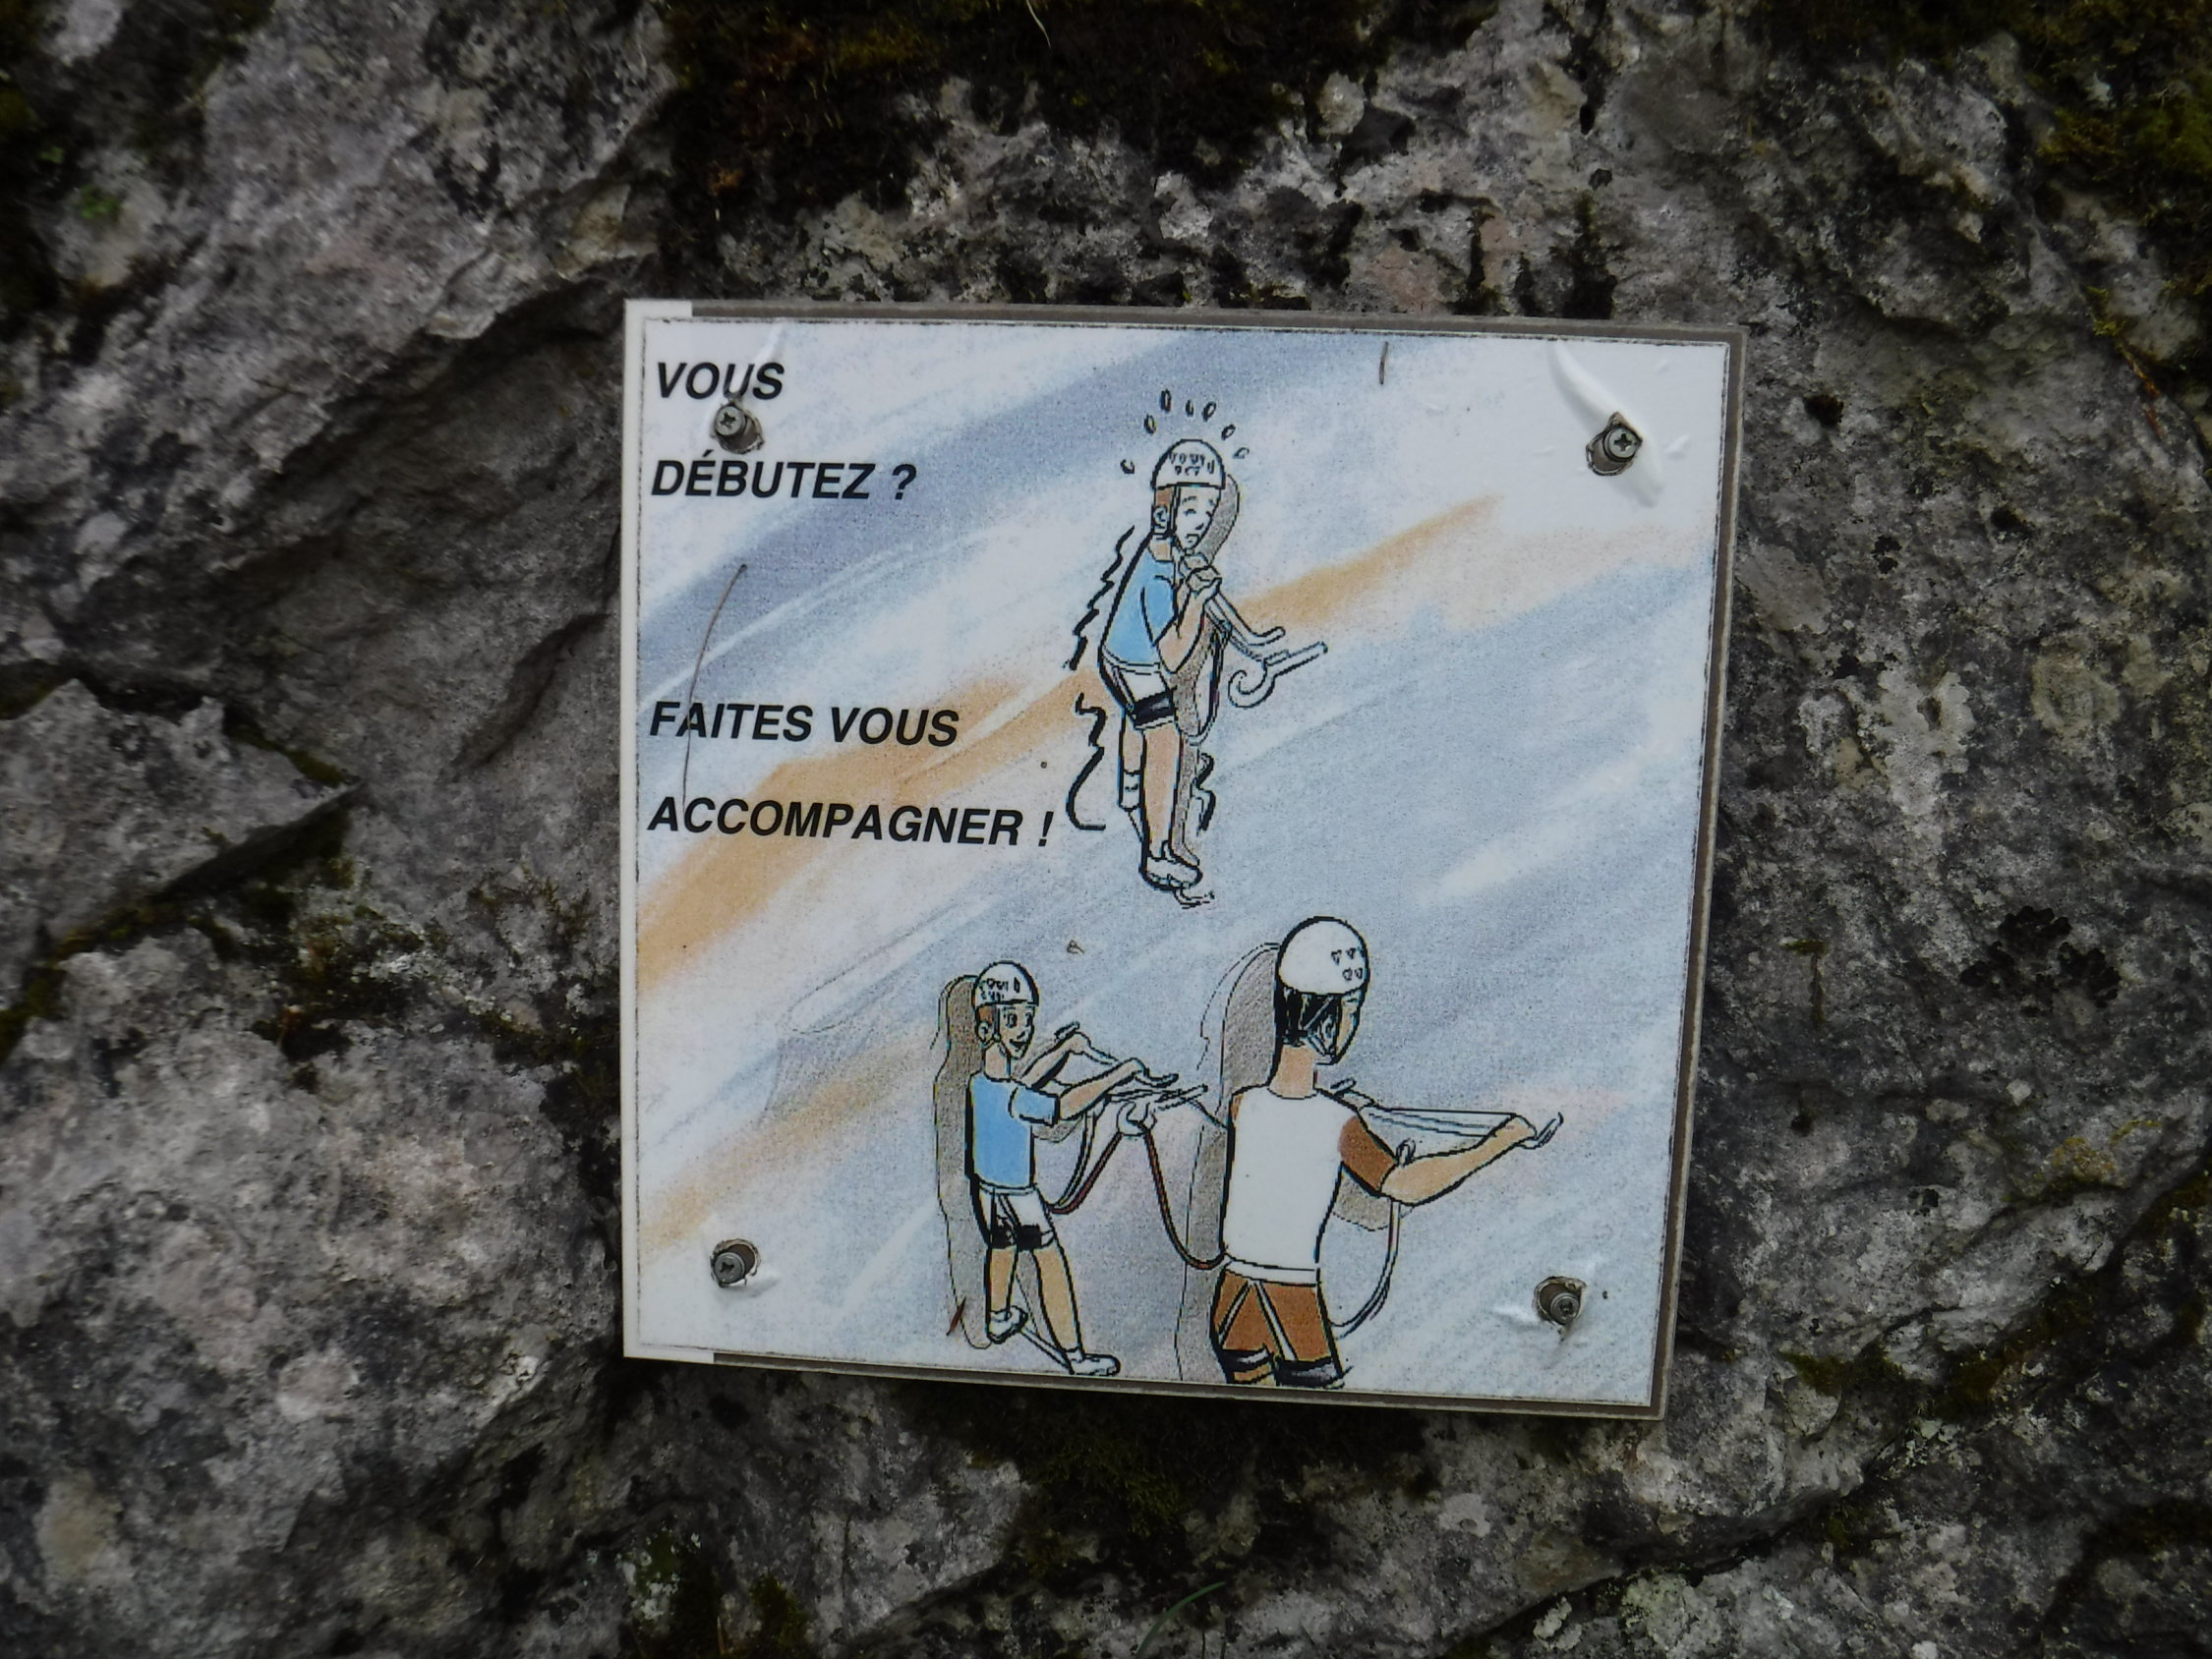 VOUS
DÉBUTEZ ?
FAITES VOUS
ACCOMPAGNER !